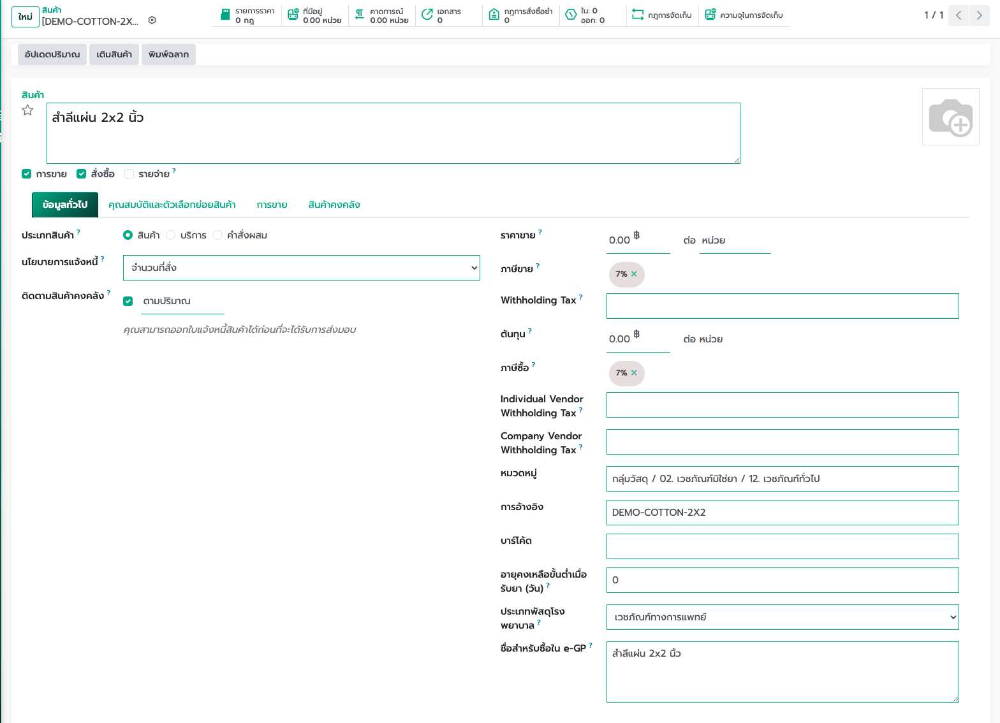 ใหม่
สินค้า
[DEMO-COTTON-2X...
รายการราคา
0 กฎ
ที่มีอยู่
0.00 หน่วย
คาดการณ์
0.00 หน่วย
เอกสาร
0
กฎการสั่งซื้อซ้ำ
0
ใน: 0
ออก: 0
กฎการจัดเก็บ
ความจุในการจัดเก็บ
1 / 1
อัปเดตปริมาณ
เติมสินค้า
พิมพ์ฉลาก
สินค้า
สำลีแผ่น 2x2 นิ้ว
การขาย
สั่งซื้อ
รายจ่าย ?
ข้อมูลทั่วไป
คุณสมบัติและตัวเลือกย่อยสินค้า
การขาย
สินค้าคงคลัง
ประเภทสินค้า ?
สินค้า
บริการ
คำสั่งผสม
นโยบายการแจ้งหนี้ ?
จำนวนที่สั่ง
ติดตามสินค้าคงคลัง ?
ตามปริมาณ
คุณสามารถออกใบแจ้งหนี้สินค้าได้ก่อนที่จะได้รับการส่งมอบ
ราคาขาย ?
0.00 ฿
ต่อ หน่วย
ภาษีขาย ?
7% ×
Withholding Tax ?
ต้นทุน ?
0.00 ฿
ต่อ หน่วย
ภาษีซื้อ ?
7% ×
Individual Vendor
Withholding Tax ?
Company Vendor
Withholding Tax ?
หมวดหมู่
กลุ่มวัสดุ / 02. เวชภัณฑ์มิใช่ยา / 12. เวชภัณฑ์ทั่วไป
การอ้างอิง
DEMO-COTTON-2X2
บาร์โค้ด
อายุคงเหลือขั้นต่ำเมื่อ
รับยา (วัน) ?
0
ประเภทพัสดุโรง
พยาบาล ?
เวชภัณฑ์ทางการแพทย์
ชื่อสำหรับซื้อใน e-GP ?
สำลีแผ่น 2x2 นิ้ว